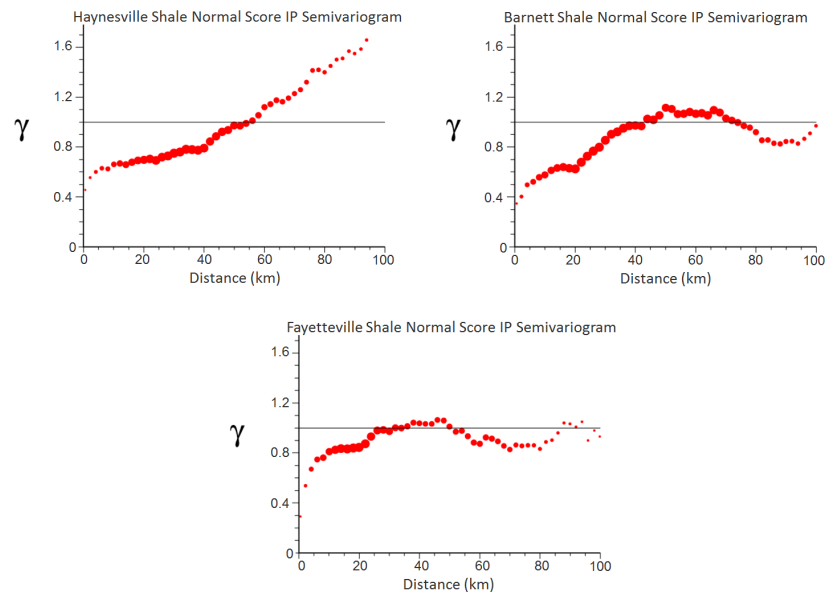 Haynesville Shale Normal Score IP Semivariogram
1.6
1.2
γ
0.8
0.4
0
0 20 40 60 80 100
Distance (km)
Barnett Shale Normal Score IP Semivariogram
1.6
1.2
γ
0.8
0.4
0
0 20 40 60 80 100
Distance (km)
Fayetteville Shale Normal Score IP Semivariogram
1.6
1.2
γ
0.8
0.4
0
0 20 40 60 80 100
Distance (km)